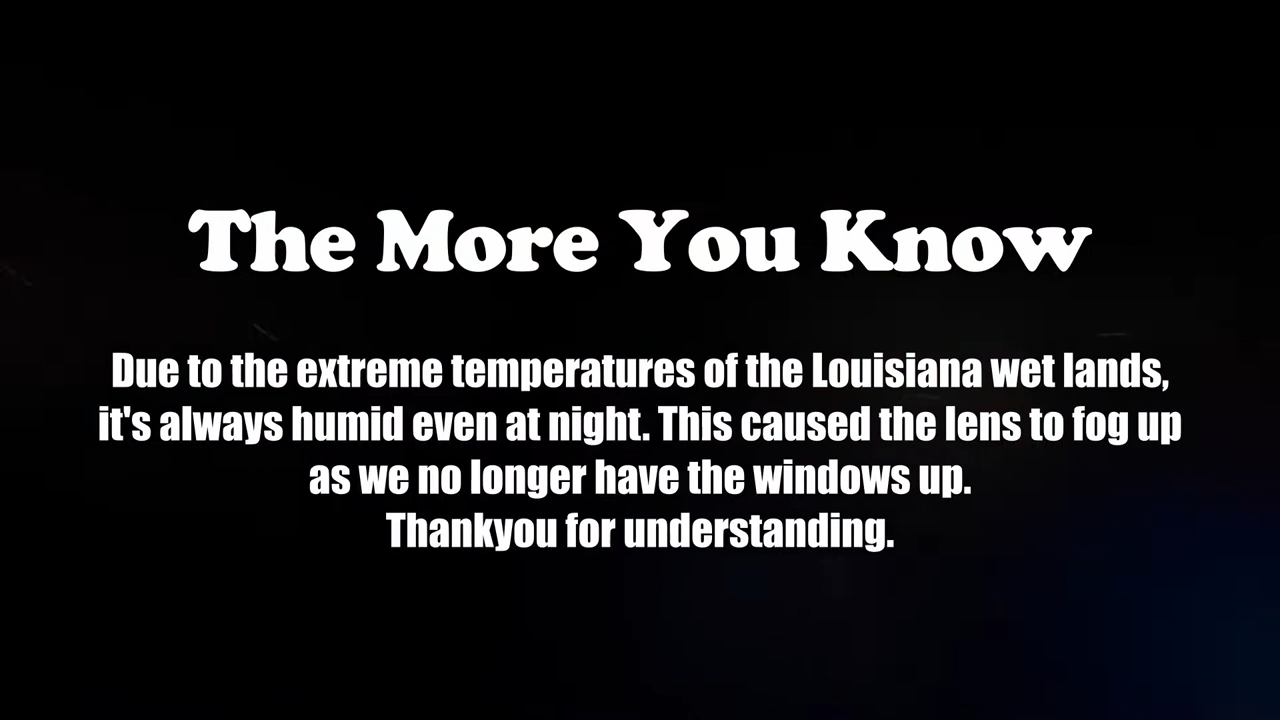 The More You Know
Due to the extreme temperatures of the Louisiana wet lands,
it's always humid even at night. This caused the lens to fog up
as we no longer have the windows up.
Thankyou for understanding.